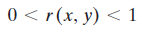 0 < r(x, y) < 1